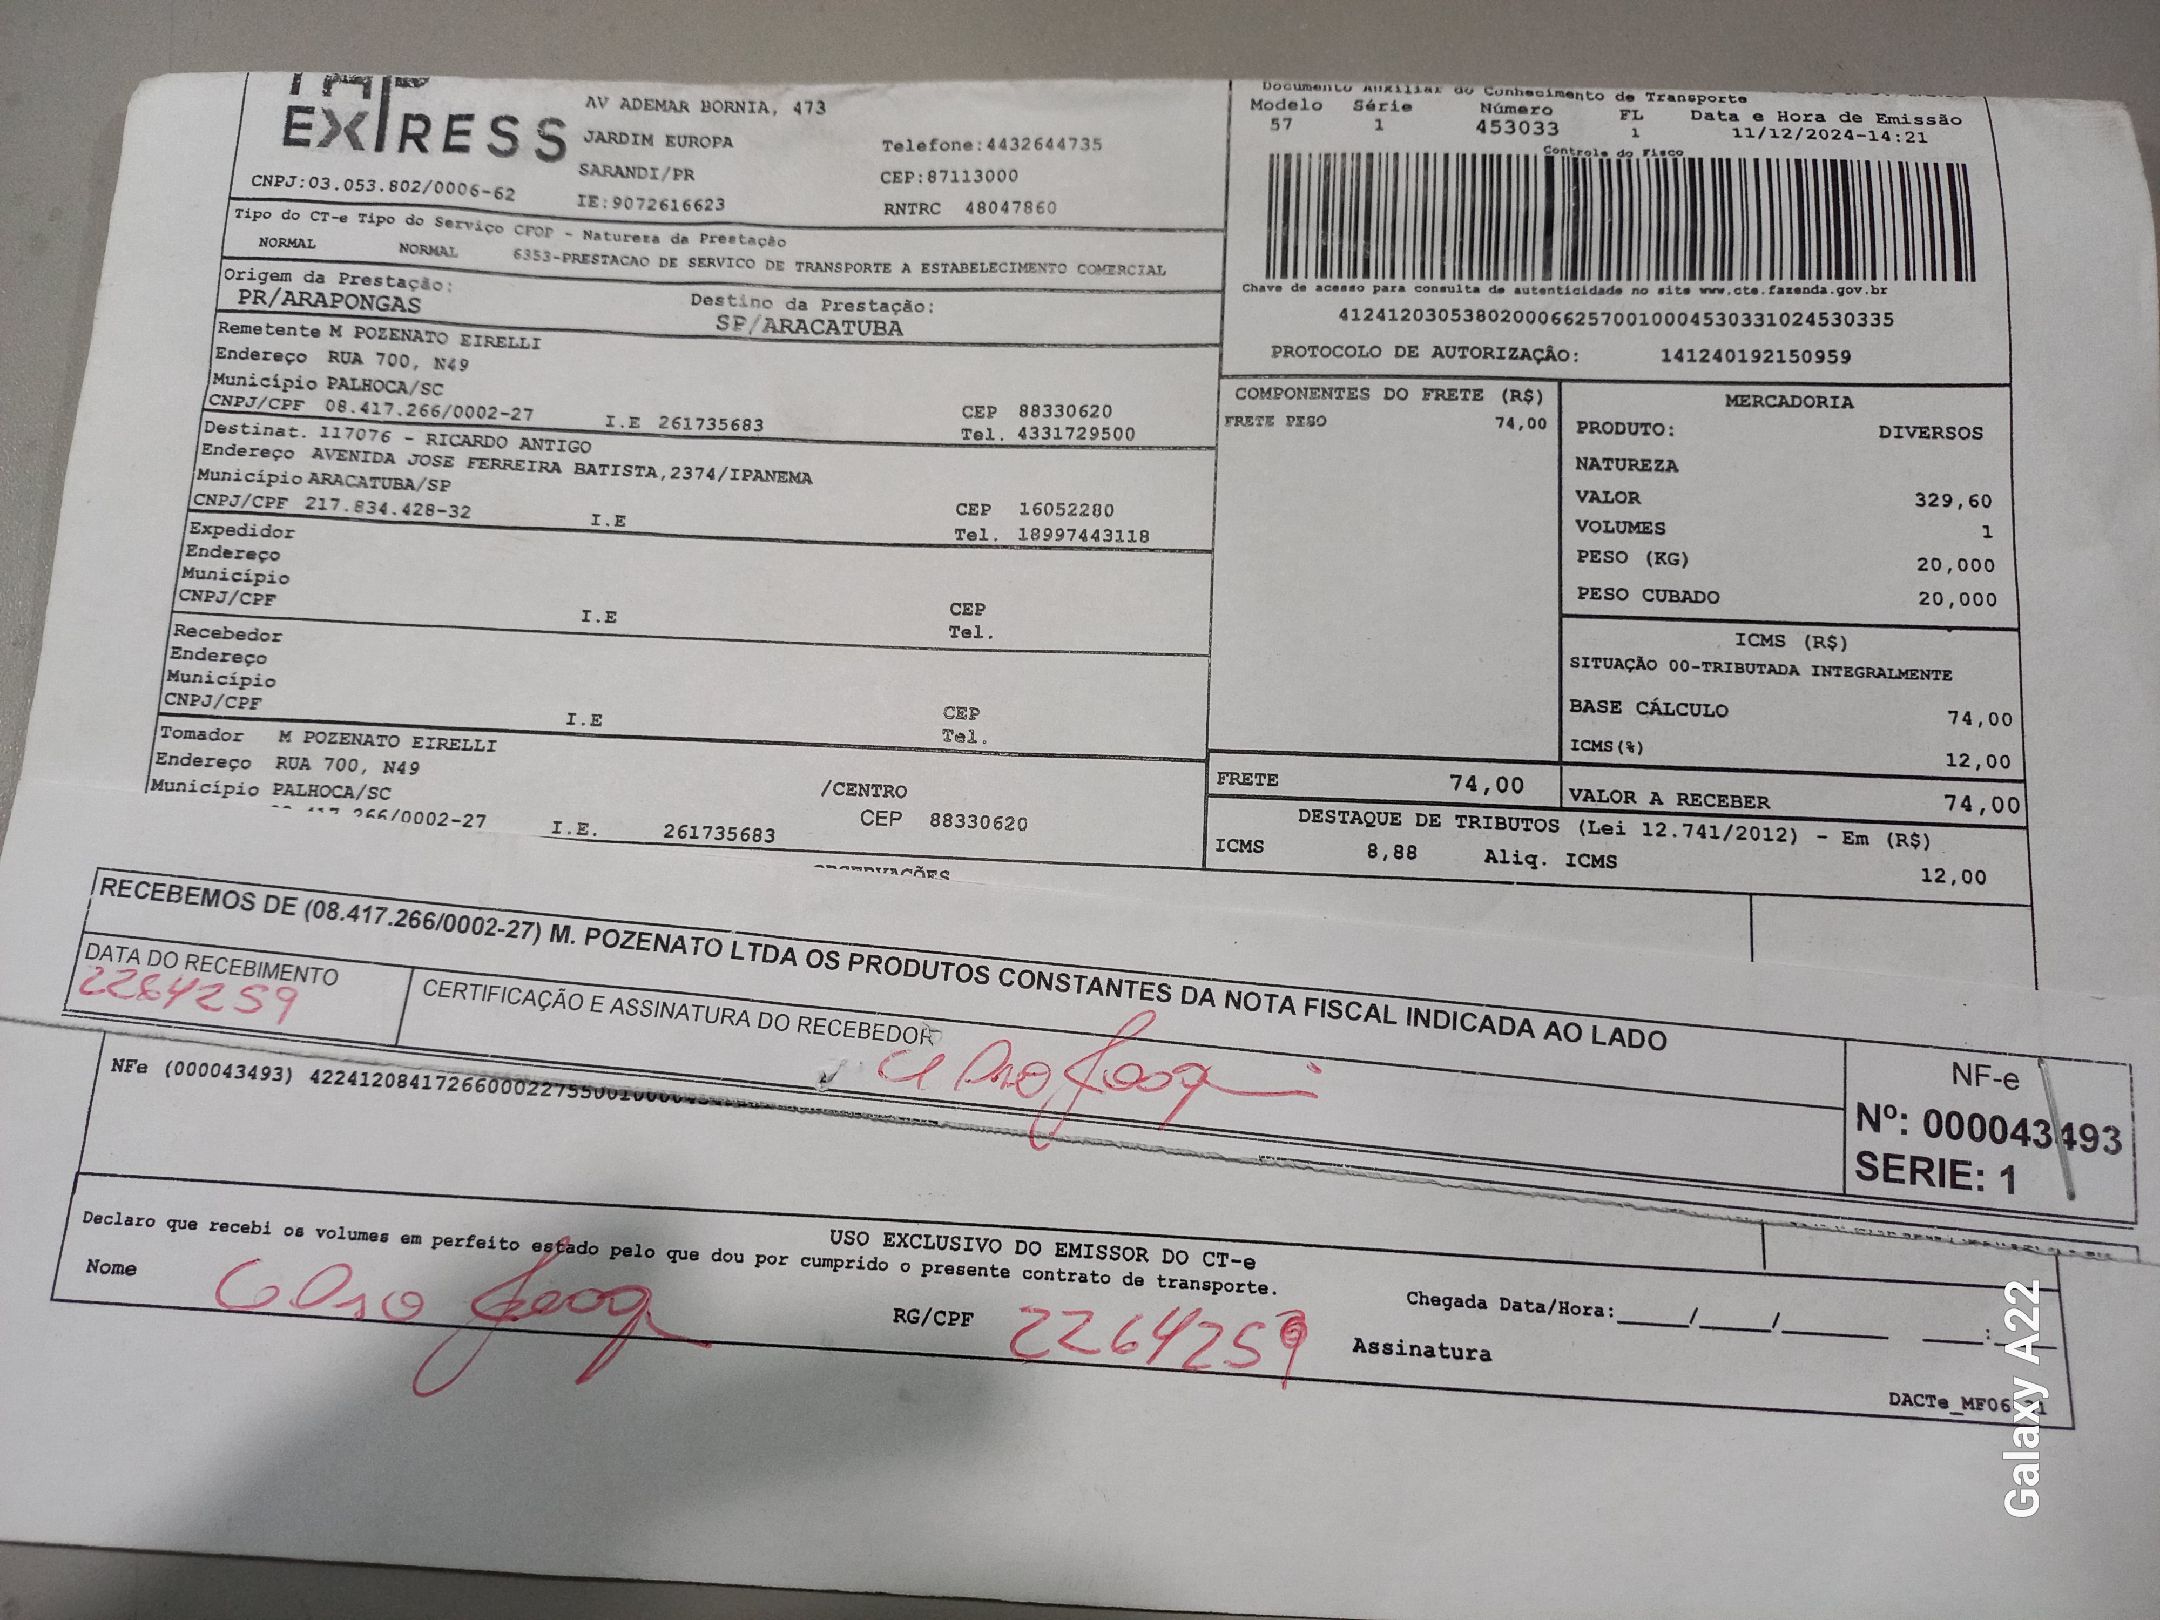 EXPRESS
AV ADEMAR BORNIA, 473
JARDIM EUROPA
Telefone:4432644735
SARANDI/PR
CEP:87113000
CNPJ:03.053.802/0006-62
IE:9072616623
RNTRC 48047860
Documento Auxiliar do Conhecimento de Transporte
Modelo Série Número FL Data e Hora de Emissão
57 1 453033 1 11/12/2024-14:21
Controle do Fisco
Chave de acesso para consulta de autenticidade no site www.cte.fazenda.gov.br
41241203053802000662570010004530331024530335
PROTOCOLO DE AUTORIZAÇÃO: 141240192150959
Tipo do CT-e Tipo do Serviço CFOP - Natureza da Prestação
NORMAL NORMAL 6353-PRESTACAO DE SERVICO DE TRANSPORTE A ESTABELECIMENTO COMERCIAL
Origem da Prestação: Destino da Prestação:
PR/ARAPONGAS SP/ARACATUBA
Remetente M POZENATO EIRELLI
Endereço RUA 700, N49
Município PALHOCA/SC CEP 88330620
CNPJ/CPF 08.417.266/0002-27 I.E 261735683 Tel. 4331729500
Destinat. 117076 - RICARDO ANTIGO
Endereço AVENIDA JOSE FERREIRA BATISTA,2374/IPANEMA
Município ARACATUBA/SP CEP 16052280
CNPJ/CPF 217.834.428-32 I.E Tel. 18997443118
Expedidor
Endereço
Município CEP
CNPJ/CPF I.E Tel.
Recebedor
Endereço
Município CEP
CNPJ/CPF I.E Tel.
Tomador M POZENATO EIRELLI
Endereço RUA 700, N49 /CENTRO
Município PALHOCA/SC CEP 88330620
266/0002-27 I.E. 261735683
COMPONENTES DO FRETE (R$)
FRETE PESO 74,00
MERCADORIA
PRODUTO: DIVERSOS
NATUREZA
VALOR 329,60
VOLUMES 1
PESO (KG) 20,000
PESO CUBADO 20,000
ICMS (R$)
SITUAÇÃO 00-TRIBUTADA INTEGRALMENTE
BASE CÁLCULO 74,00
ICMS(%) 12,00
FRETE 74,00 VALOR A RECEBER 74,00
DESTAQUE DE TRIBUTOS (Lei 12.741/2012) - Em (R$)
ICMS 8,88 Aliq. ICMS 12,00
OBSERVAÇÕES
RECEBEMOS DE (08.417.266/0002-27) M. POZENATO LTDA OS PRODUTOS CONSTANTES DA NOTA FISCAL INDICADA AO LADO
DATA DO RECEBIMENTO CERTIFICAÇÃO E ASSINATURA DO RECEBEDOR
2264259
NF-e
Nº: 000043493
SERIE: 1
NFe (000043493)
USO EXCLUSIVO DO EMISSOR DO CT-e
Declaro que recebi os volumes em perfeito estado pelo que dou por cumprido o presente contrato de transporte.
Nome RG/CPF 2264259 Chegada Data/Hora:____/____/______ ____:
Assinatura
Galaxy A22